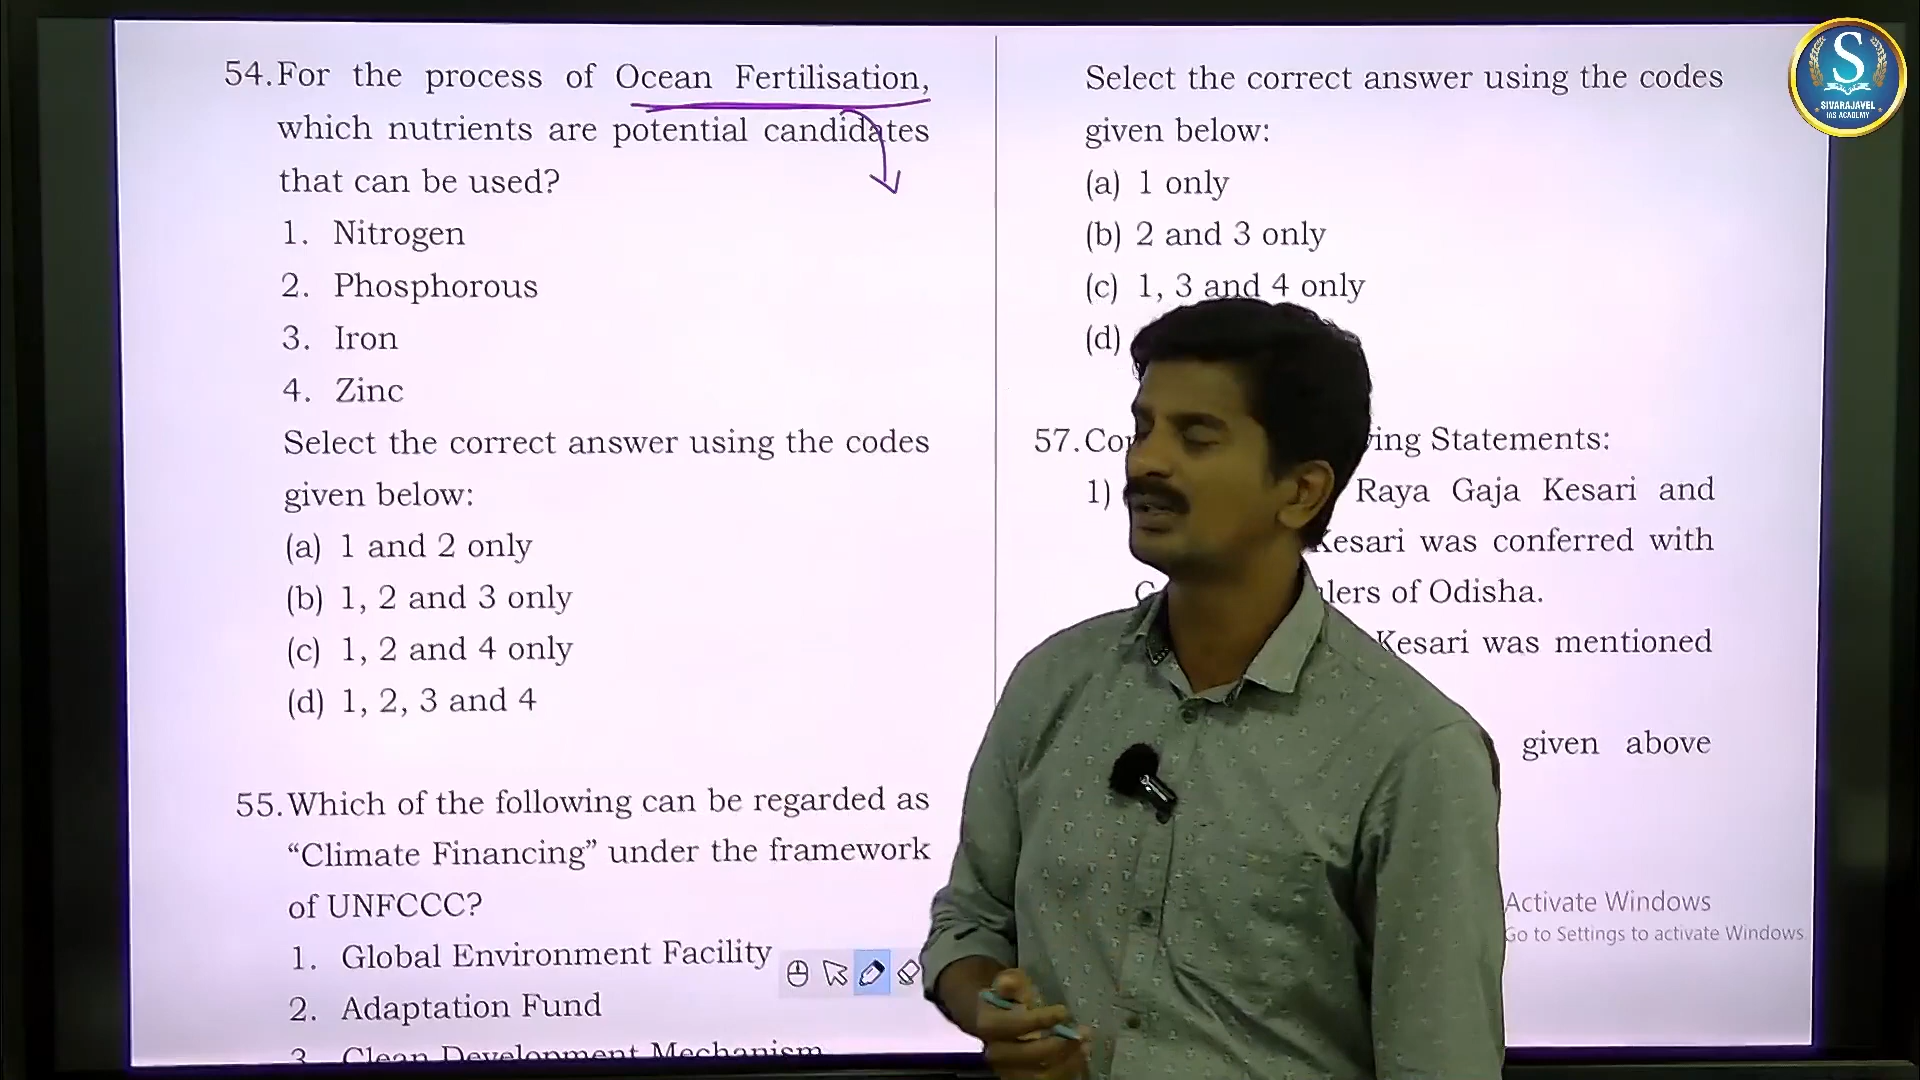 54. For the process of Ocean Fertilisation,
which nutrients are potential candidates
that can be used?
1. Nitrogen
2. Phosphorous
3. Iron
4. Zinc
Select the correct answer using the codes
given below:
(a) 1 and 2 only
(b) 1, 2 and 3 only
(c) 1, 2 and 4 only
(d) 1, 2, 3 and 4
55. Which of the following can be regarded as
“Climate Financing” under the framework
of UNFCCC?
1. Global Environment Facility
2. Adaptation Fund
3. Clean Development Mechanism
Select the correct answer using the codes
given below:
(a) 1 only
(b) 2 and 3 only
(c) 1, 3 and 4 only
(d)
57. Statements:
1) Raya Gaja Kesari and
Kesari was conferred with
of Odisha.
Kesari was mentioned
given above
Activate Windows
Go to Settings to activate Windows
S
SIVARAJAVEL
IAS ACADEMY